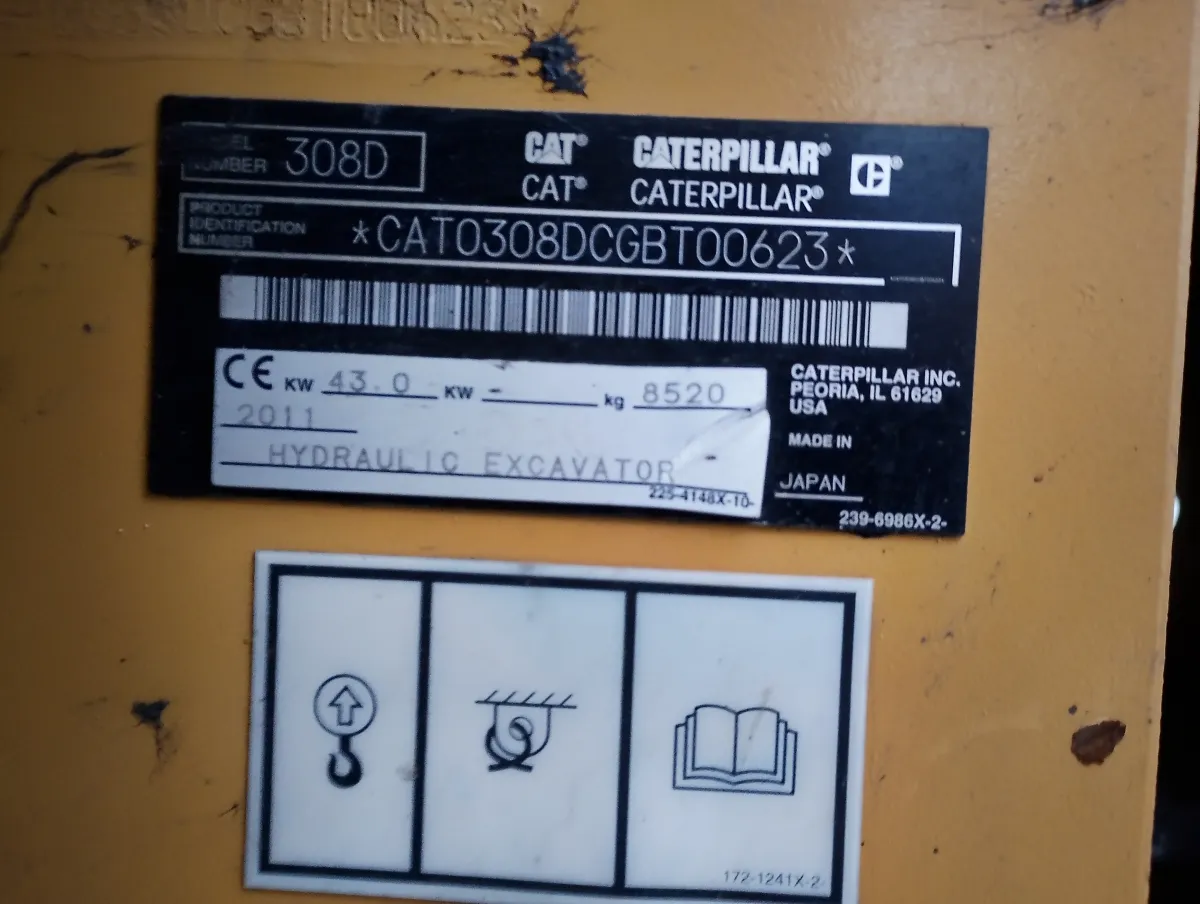 MODEL
NUMBER 308D
CAT® CATERPILLAR®
CAT® CATERPILLAR®
PRODUCT
IDENTIFICATION
NUMBER
*CAT0308DCGBT00623*
CE KW 43.0 KW - kg 8520
2011
HYDRAULIC EXCAVATOR -
225-4148X-10-
CATERPILLAR INC.
PEORIA, IL 61629
USA
MADE IN
JAPAN
239-6986X-2-
172-1241X-2-